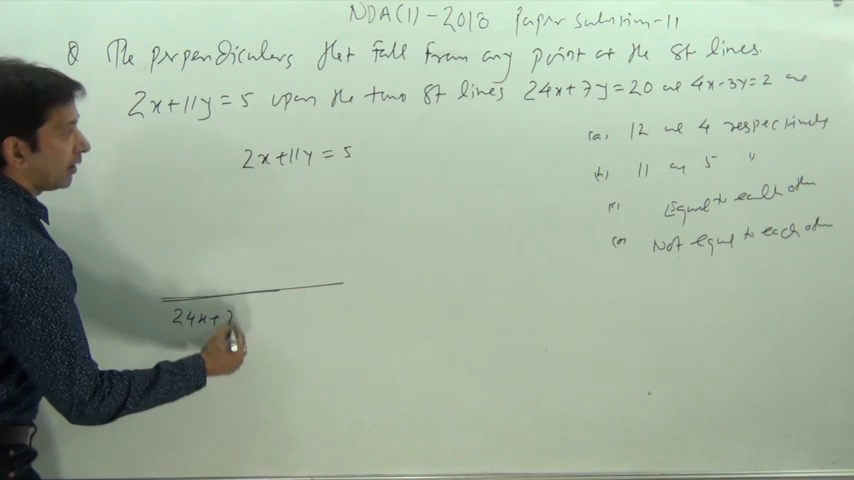 NDA(1)-2018 Paper Solution-11
Q The perpendiculars that fall from any point of the st lines.
2x+11y=5 upon the two st lines 24x+7y=20 and 4x-3y=2 are
(a) 12 and 4 respectively
(b) 11 and 5 "
(c) Equal to each other
(d) Not equal to each other
2x+11y=5
24x+7